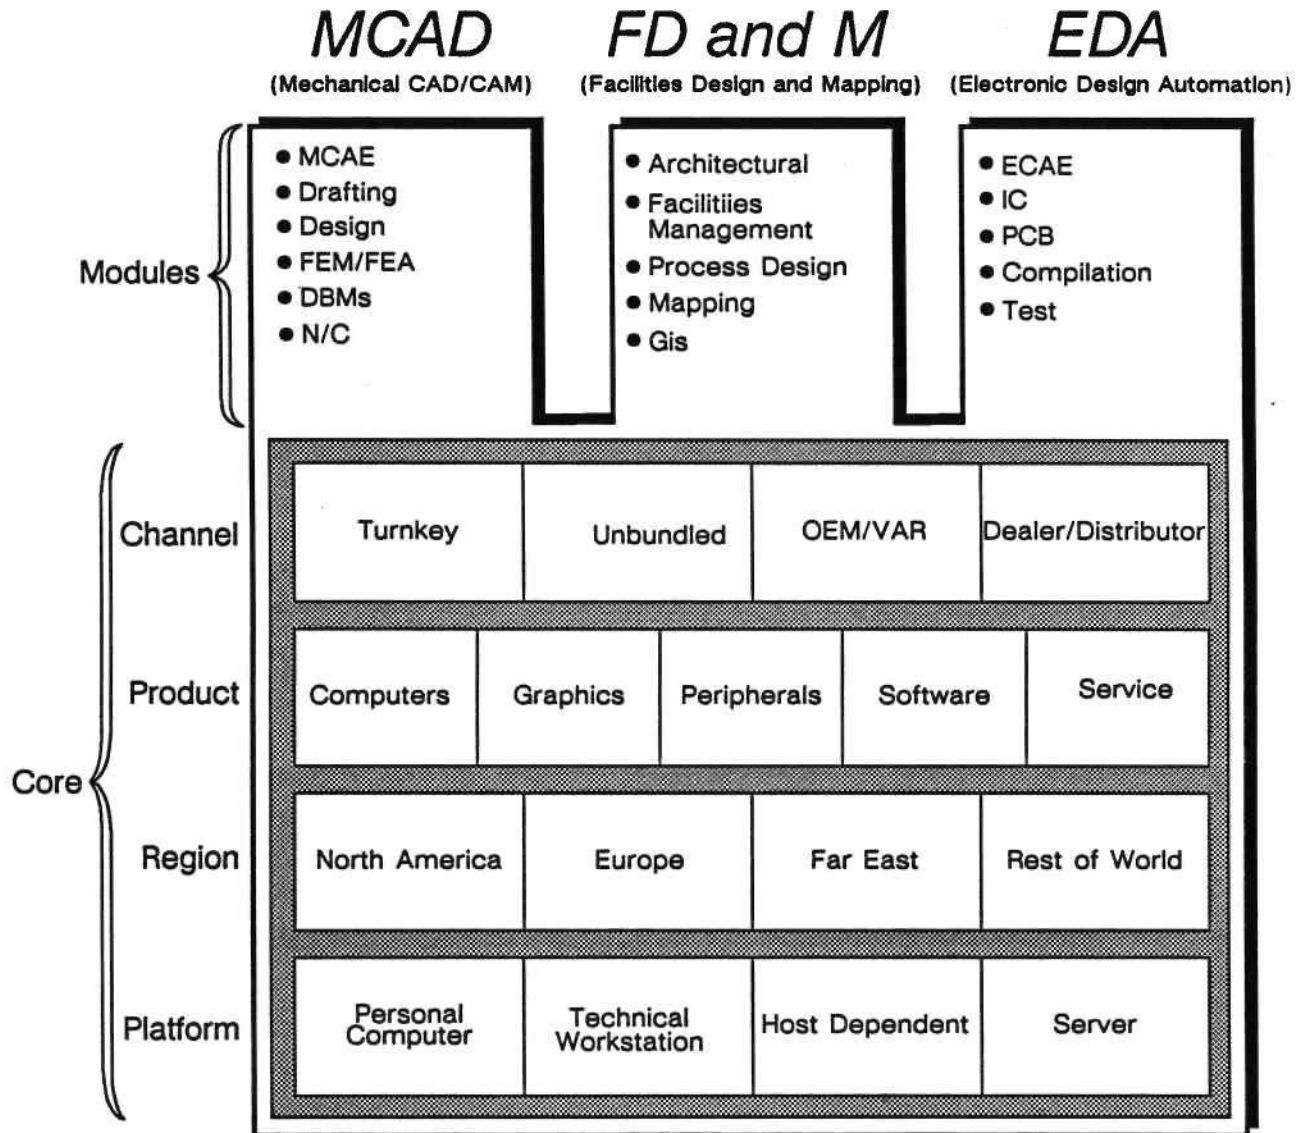 MCAD
(Mechanical CAD/CAM)
FD and M
(Facilities Design and Mapping)
EDA
(Electronic Design Automation)
Modules
● MCAE
● Drafting
● Design
● FEM/FEA
● DBMs
● N/C
● Architectural
● Facilitiies
Management
● Process Design
● Mapping
● Gis
● ECAE
● IC
● PCB
● Compilation
● Test
Core
Channel
Turnkey
Unbundled
OEM/VAR
Dealer/Distributor
Product
Computers
Graphics
Peripherals
Software
Service
Region
North America
Europe
Far East
Rest of World
Platform
Personal
Computer
Technical
Workstation
Host Dependent
Server